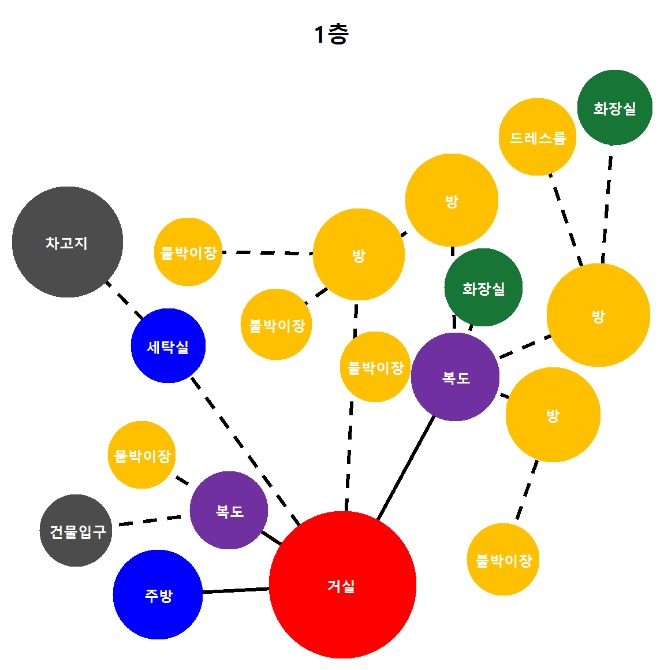 1층
화장실
드레스룸
방
차고지
붙박이장
방
화장실
방
붙박이장
세탁실
붙박이장
복도
방
붙박이장
복도
건물입구
붙박이장
주방
거실